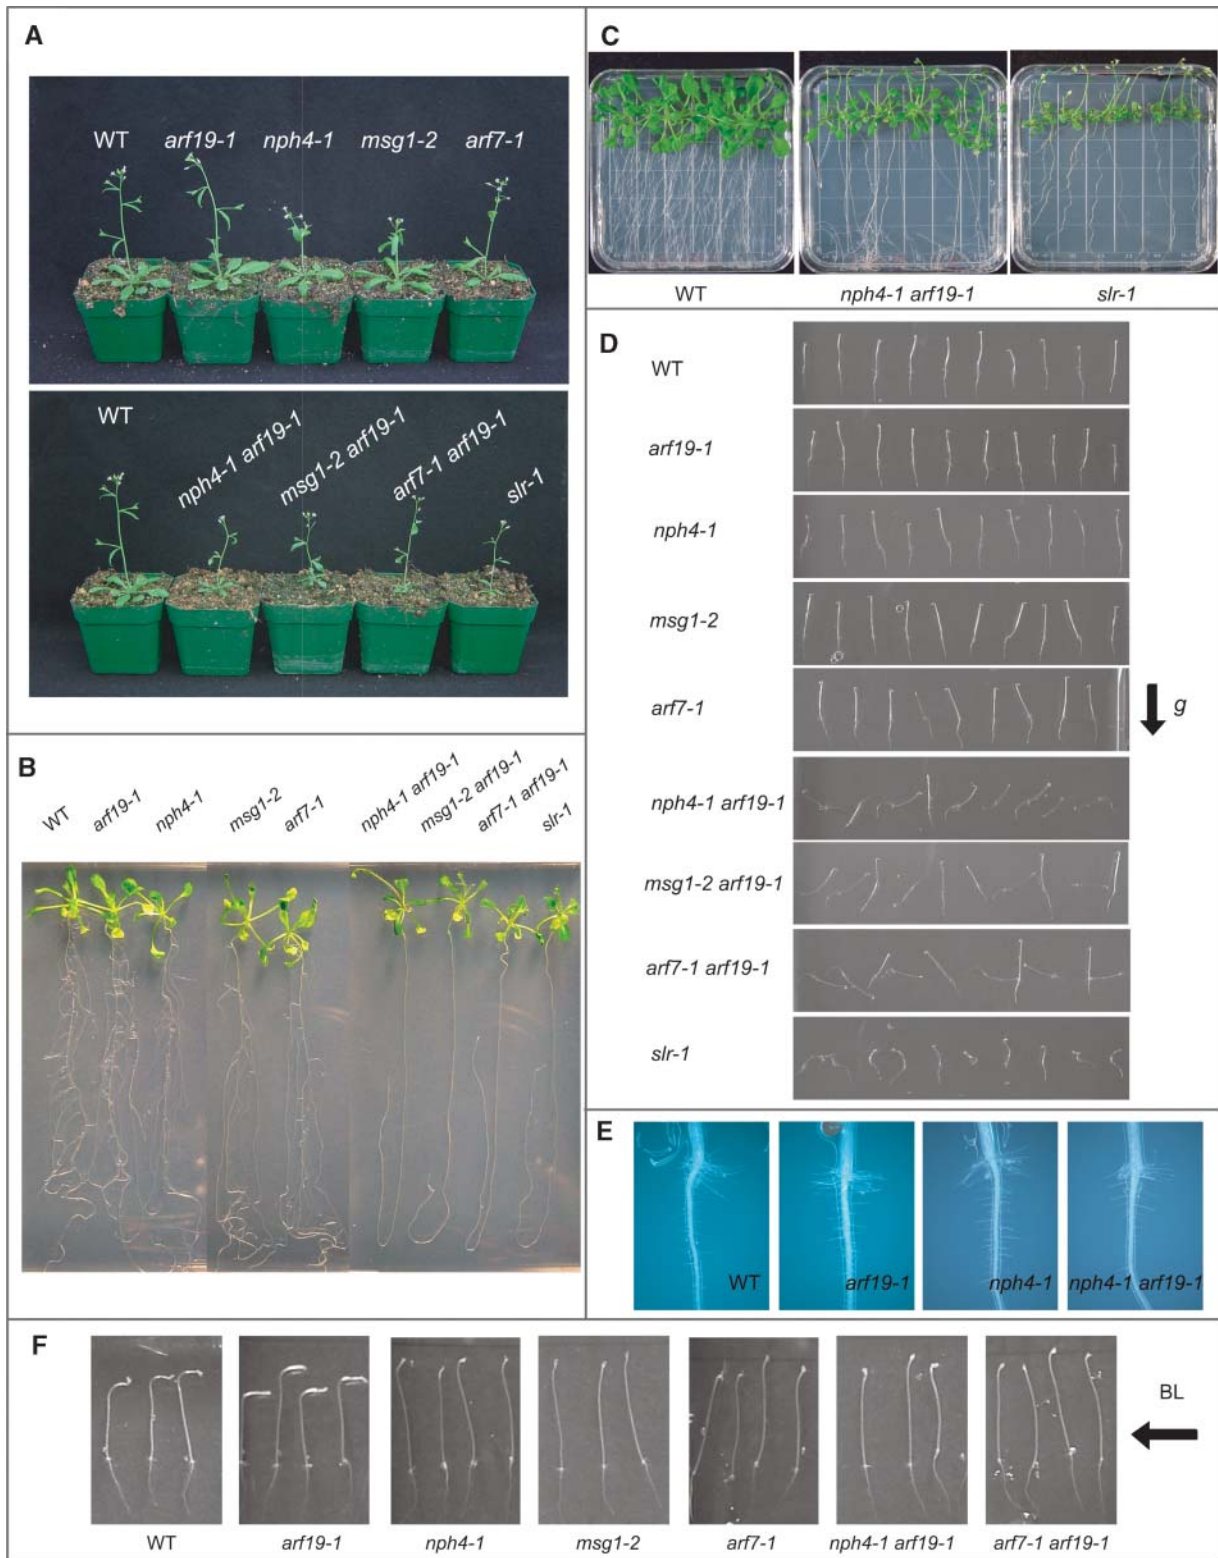 A
WT arf19-1 nph4-1 msg1-2 arf7-1
WT nph4-1 arf19-1 msg1-2 arf19-1 arf7-1 arf19-1 slr-1
B
WT arf19-1 nph4-1 msg1-2 arf7-1 nph4-1 arf19-1 msg1-2 arf19-1 arf7-1 arf19-1 slr-1
C
WT nph4-1 arf19-1 slr-1
D
WT
arf19-1
nph4-1
msg1-2
arf7-1
g
nph4-1 arf19-1
msg1-2 arf19-1
arf7-1 arf19-1
slr-1
E
WT arf19-1 nph4-1 nph4-1 arf19-1
F
BL
WT arf19-1 nph4-1 msg1-2 arf7-1 nph4-1 arf19-1 arf7-1 arf19-1